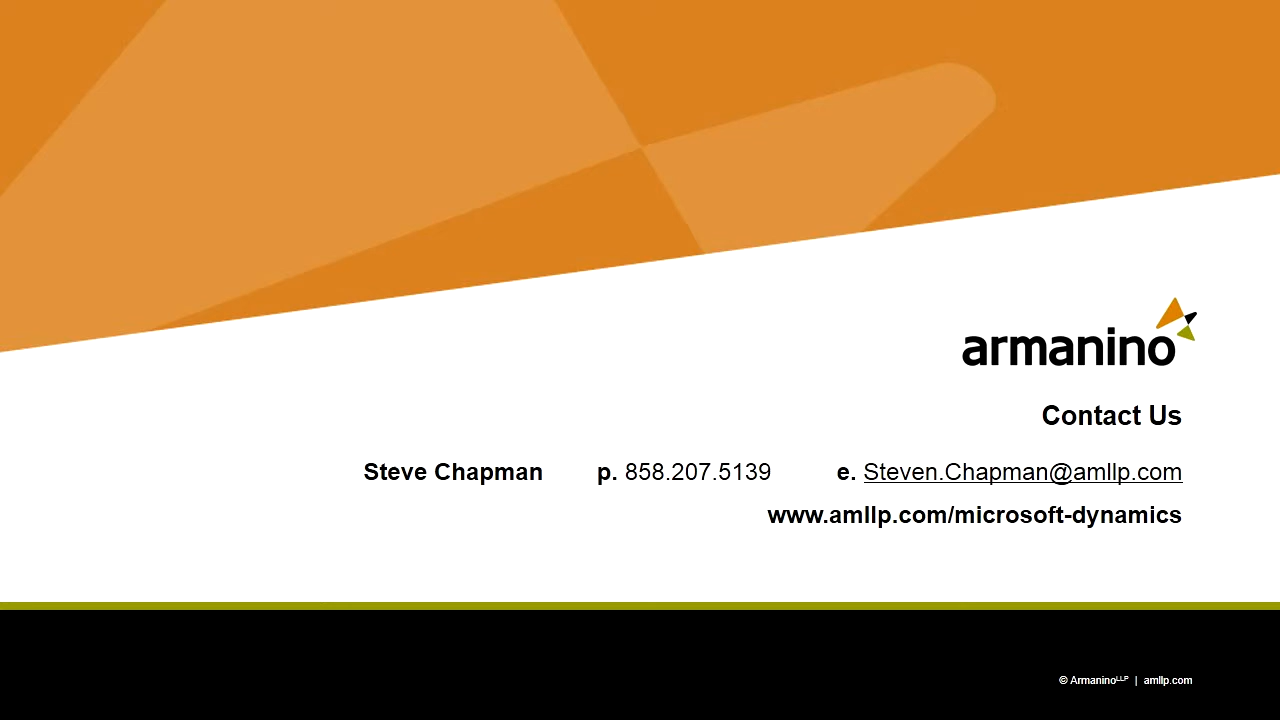 armanino
Contact Us
Steve Chapman p. 858.207.5139 e. Steven.Chapman@amllp.com
www.amllp.com/microsoft-dynamics
© ArmaninoLLP | amllp.com